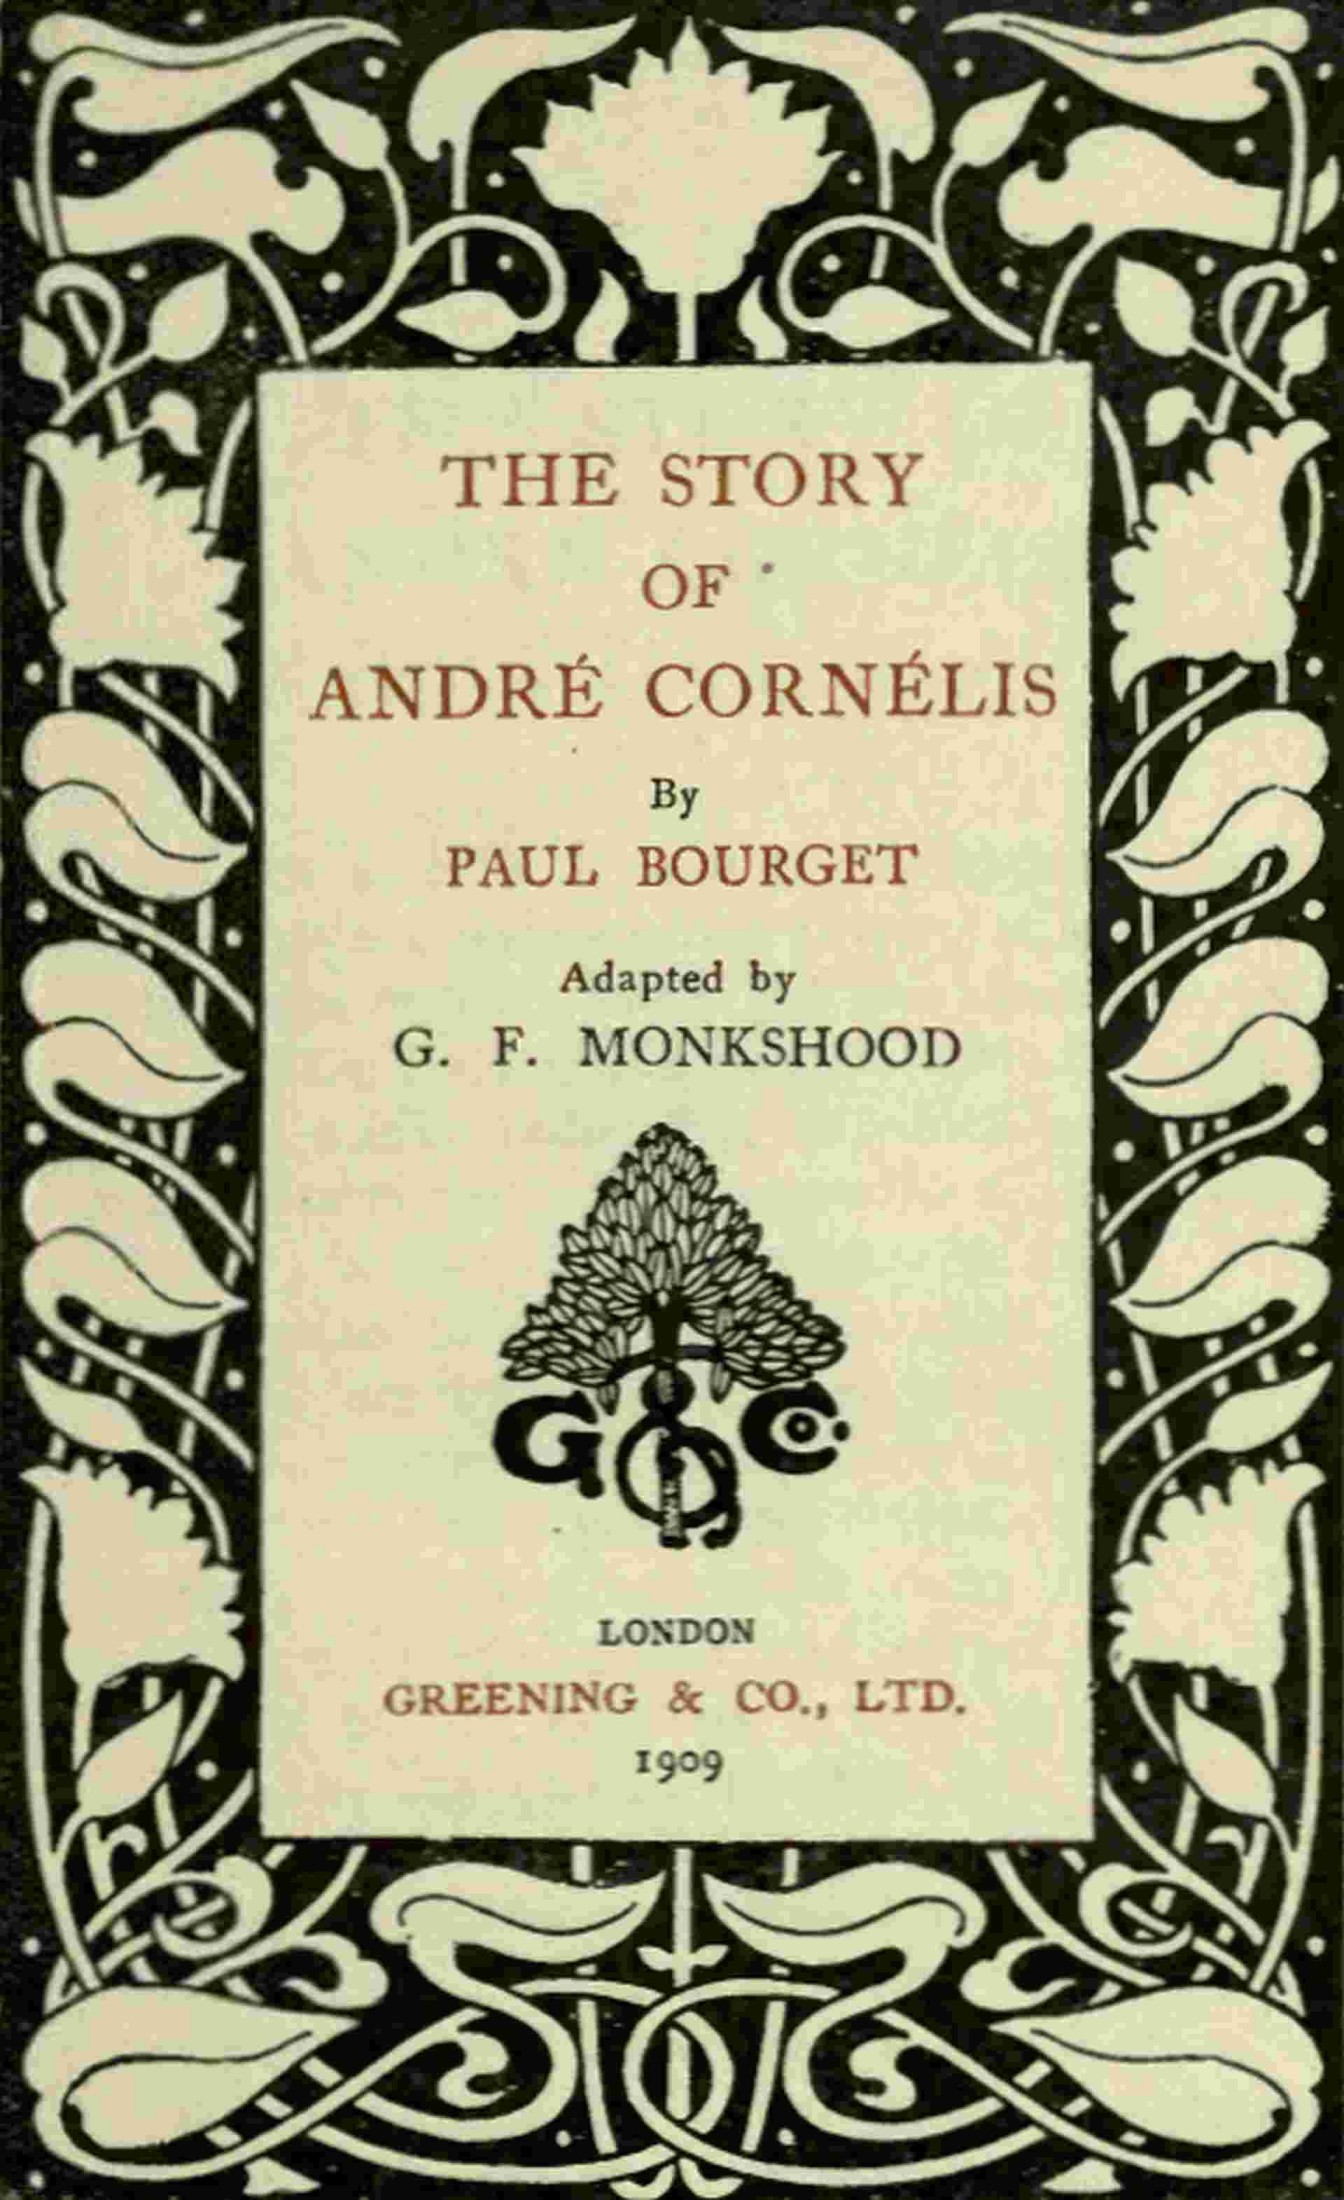 THE STORY
OF
ANDRÉ CORNÉLIS
By
PAUL BOURGET
Adapted by
G. F. MONKSHOOD
G & Co.
LONDON
GREENING & CO., LTD.
1909